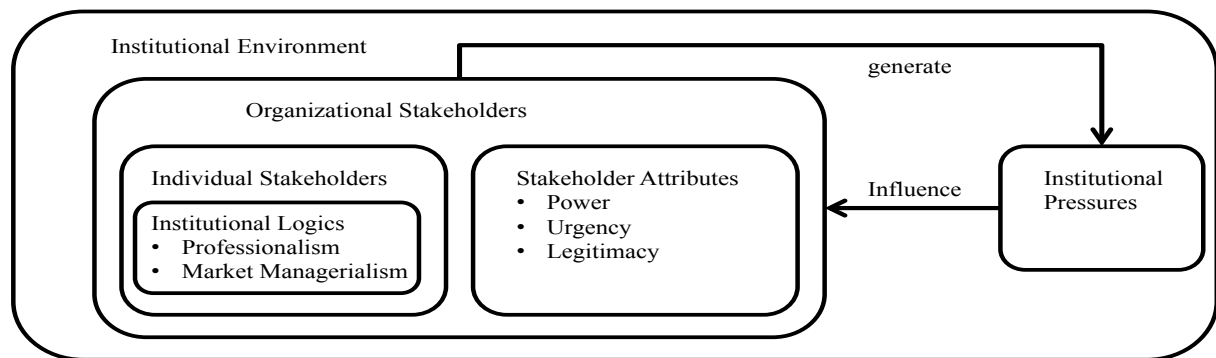 Institutional Environment
generate
Organizational Stakeholders
Individual Stakeholders
Institutional Logics
• Professionalism
• Market Managerialism
Stakeholder Attributes
• Power
• Urgency
• Legitimacy
Influence
Institutional
Pressures